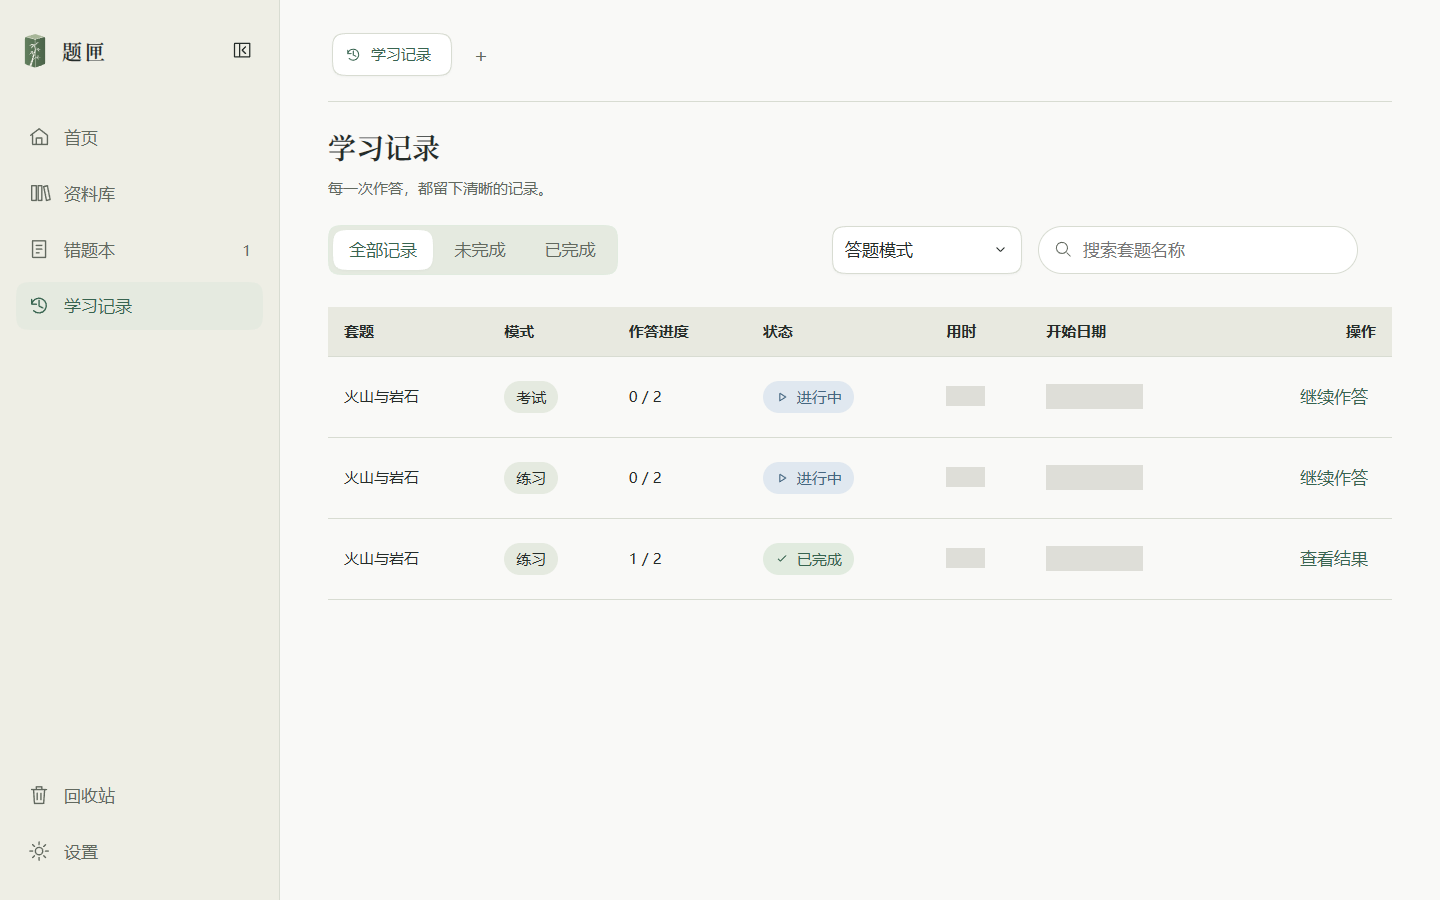 题匣
首页
资料库
错题本 1
学习记录
回收站
设置
学习记录 +
学习记录
每一次作答，都留下清晰的记录。
全部记录 未完成 已完成 答题模式 搜索套题名称
套题 模式 作答进度 状态 用时 开始日期 操作
火山与岩石 考试 0 / 2 进行中 继续作答
火山与岩石 练习 0 / 2 进行中 继续作答
火山与岩石 练习 1 / 2 已完成 查看结果